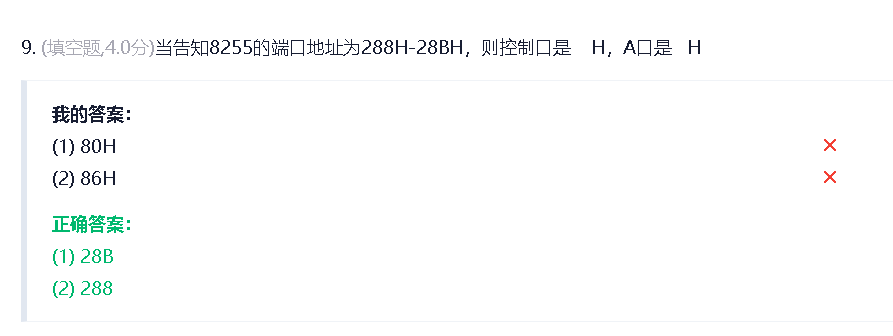 9. (填空题,4.0分)当告知8255的端口地址为288H-28BH，则控制口是    H，A口是   H
我的答案：
(1) 80H
(2) 86H
正确答案：
(1) 28B
(2) 288